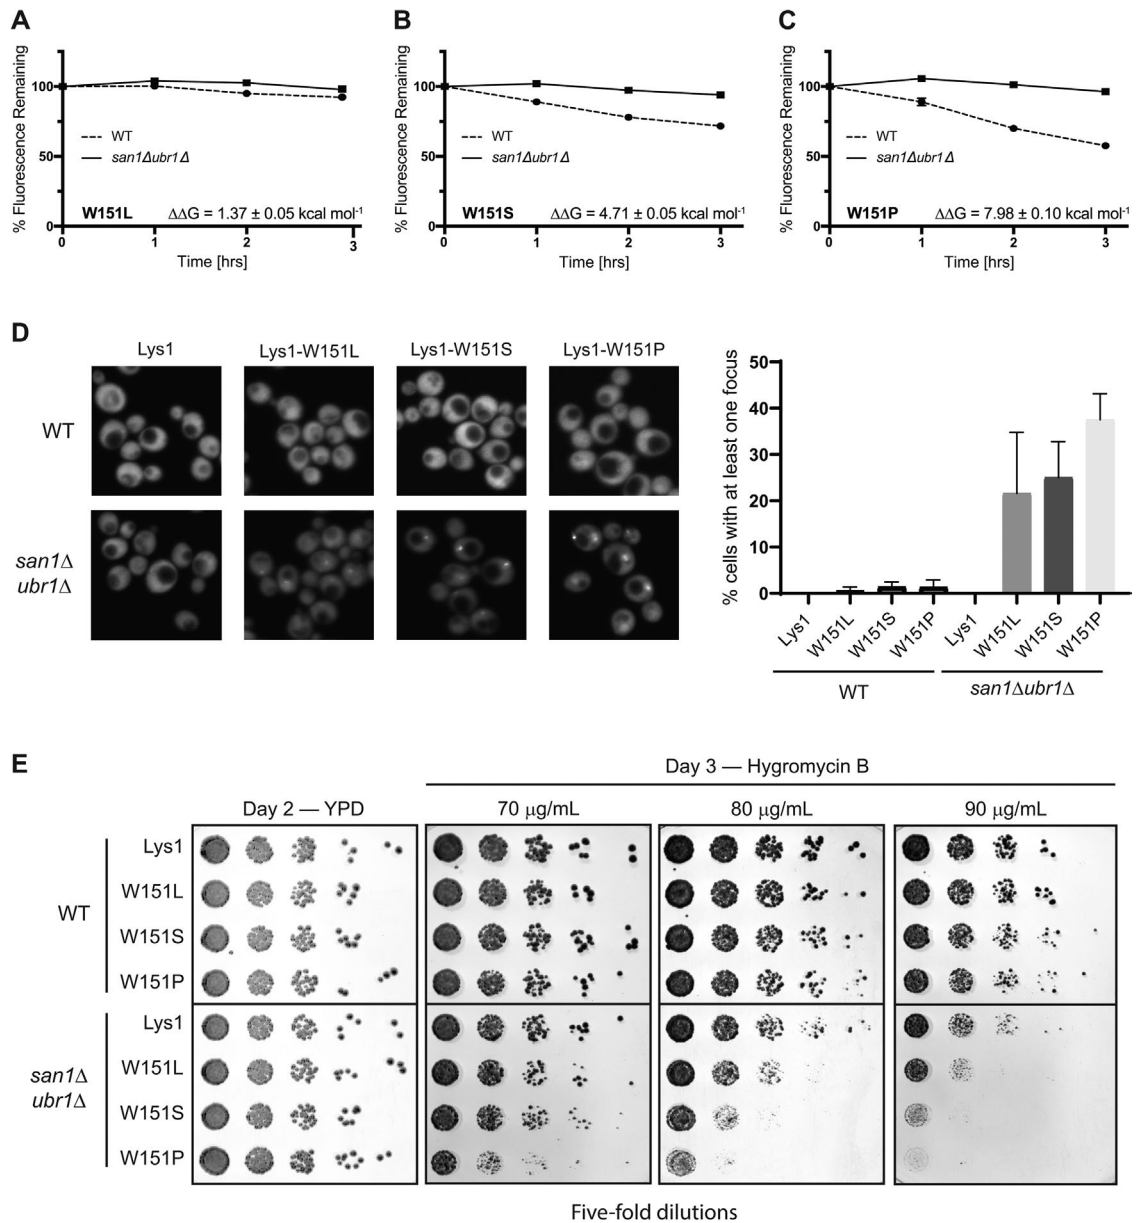 A
B
C
% Fluorescence Remaining
100
50
0
WT
san1Δubr1Δ
W151L
ΔΔG = 1.37 ± 0.05 kcal mol-1
0
1
2
3
Time [hrs]
% Fluorescence Remaining
100
50
0
WT
san1Δubr1Δ
W151S
ΔΔG = 4.71 ± 0.05 kcal mol-1
0
1
2
3
Time [hrs]
% Fluorescence Remaining
100
50
0
WT
san1Δubr1Δ
W151P
ΔΔG = 7.98 ± 0.10 kcal mol-1
0
1
2
3
Time [hrs]
D
Lys1
Lys1-W151L
Lys1-W151S
Lys1-W151P
WT
san1Δ
ubr1Δ
% cells with at least one focus
50
40
30
20
10
0
Lys1
W151L
W151S
W151P
Lys1
W151L
W151S
W151P
WT
san1Δubr1Δ
E
Day 3 — Hygromycin B
Day 2 — YPD
70 μg/mL
80 μg/mL
90 μg/mL
WT
Lys1
W151L
W151S
W151P
san1Δ
ubr1Δ
Lys1
W151L
W151S
W151P
Five-fold dilutions